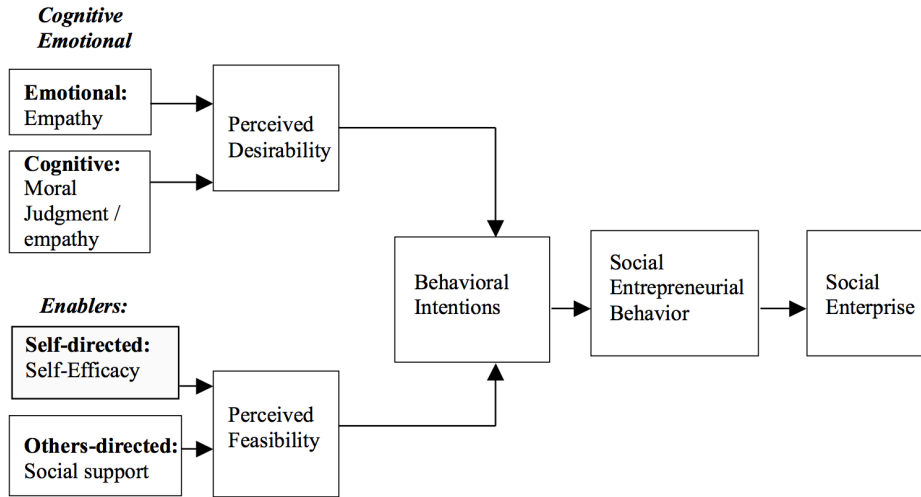 Cognitive
Emotional
Emotional:
Empathy
Cognitive:
Moral
Judgment /
empathy
Perceived
Desirability
Enablers:
Self-directed:
Self-Efficacy
Others-directed:
Social support
Perceived
Feasibility
Behavioral
Intentions
Social
Entrepreneurial
Behavior
Social
Enterprise